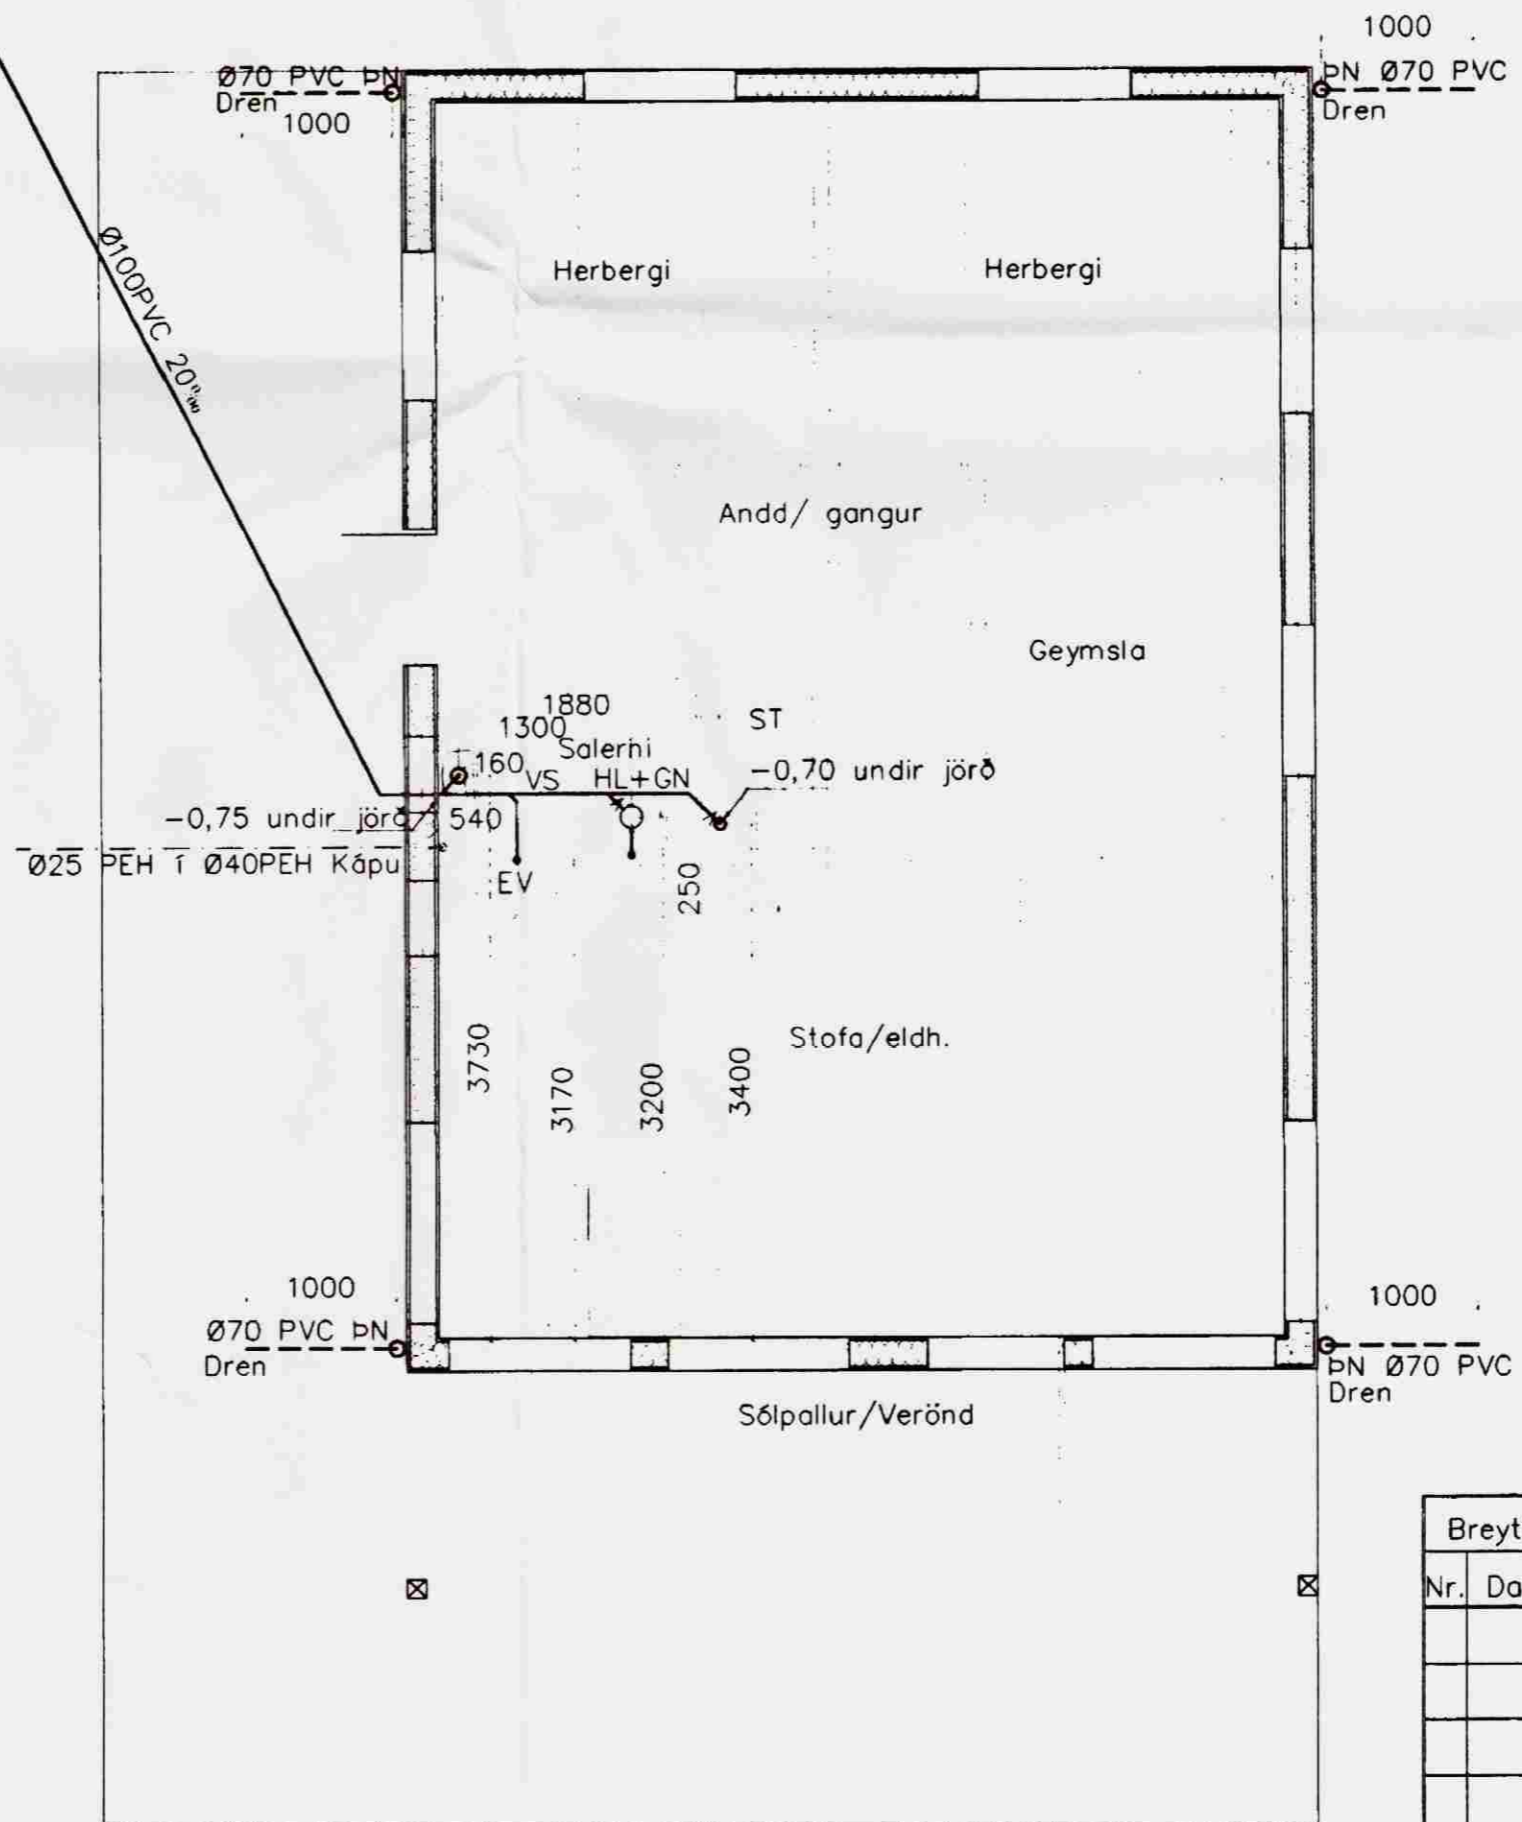 1000
Ø70 PVC ÞN
Dren
1000
ÞN Ø70 PVC
Dren
Ø100PVC 20‰
Herbergi
Herbergi
Andd/ gangur
Geymsla
1880
1300
ST
Salerni
160
VS
HL+GN
-0,70 undir jörð
-0,75 undir jörð
540
Ø25 PEH í Ø40PEH Kápu
EV
250
Stofa/eldh.
3730
3170
3200
3400
1000
Ø70 PVC ÞN
Dren
1000
ÞN Ø70 PVC
Dren
Sólpallur/Verönd
Breyt
Nr. Da